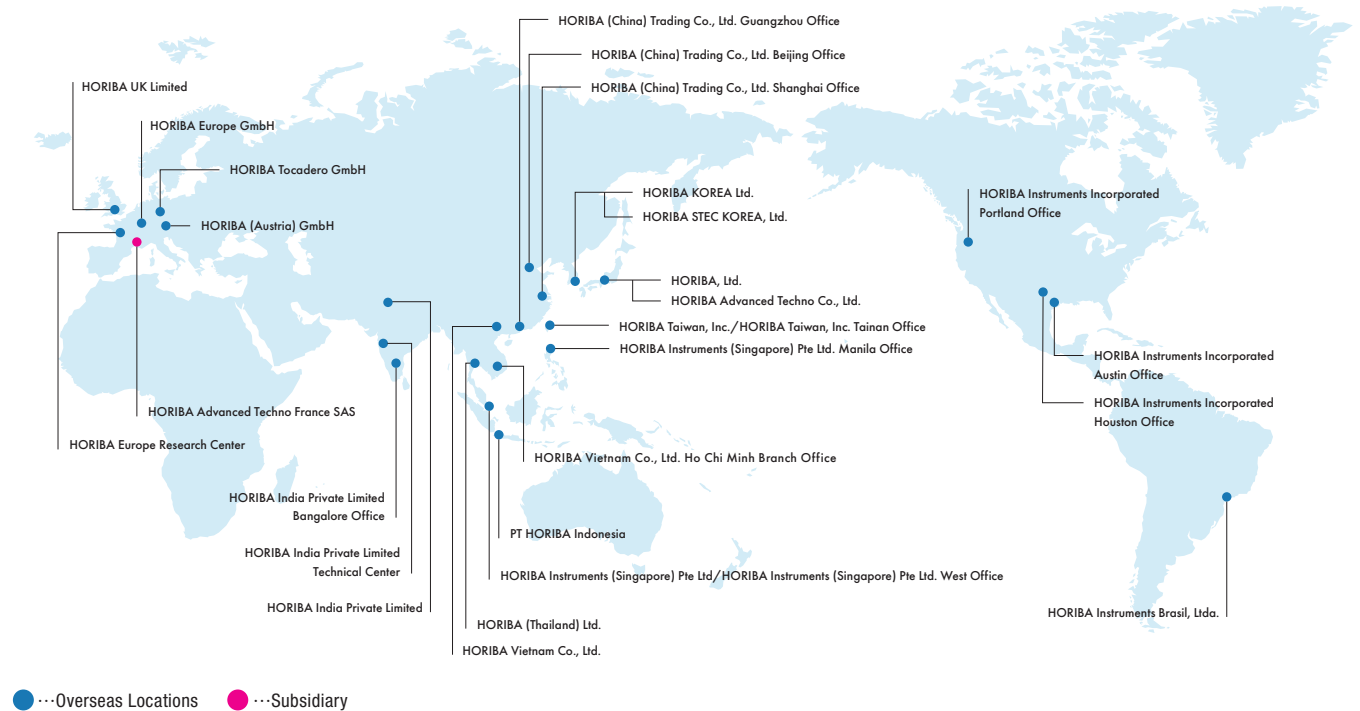 HORIBA (China) Trading Co., Ltd. Guangzhou Office
HORIBA (China) Trading Co., Ltd. Beijing Office
HORIBA (China) Trading Co., Ltd. Shanghai Office
HORIBA UK Limited
HORIBA Europe GmbH
HORIBA Tocadero GmbH
HORIBA (Austria) GmbH
HORIBA KOREA Ltd.
HORIBA STEC KOREA, Ltd.
HORIBA Instruments Incorporated
Portland Office
HORIBA, Ltd.
HORIBA Advanced Techno Co., Ltd.
HORIBA Taiwan, Inc./HORIBA Taiwan, Inc. Tainan Office
HORIBA Instruments (Singapore) Pte Ltd. Manila Office
HORIBA Instruments Incorporated
Austin Office
HORIBA Instruments Incorporated
Houston Office
HORIBA Advanced Techno France SAS
HORIBA Europe Research Center
HORIBA Vietnam Co., Ltd. Ho Chi Minh Branch Office
HORIBA India Private Limited
Bangalore Office
PT HORIBA Indonesia
HORIBA India Private Limited
Technical Center
HORIBA Instruments (Singapore) Pte Ltd/HORIBA Instruments (Singapore) Pte Ltd. West Office
HORIBA India Private Limited
HORIBA Instruments Brasil, Ltda.
HORIBA (Thailand) Ltd.
HORIBA Vietnam Co., Ltd.
···Overseas Locations
···Subsidiary